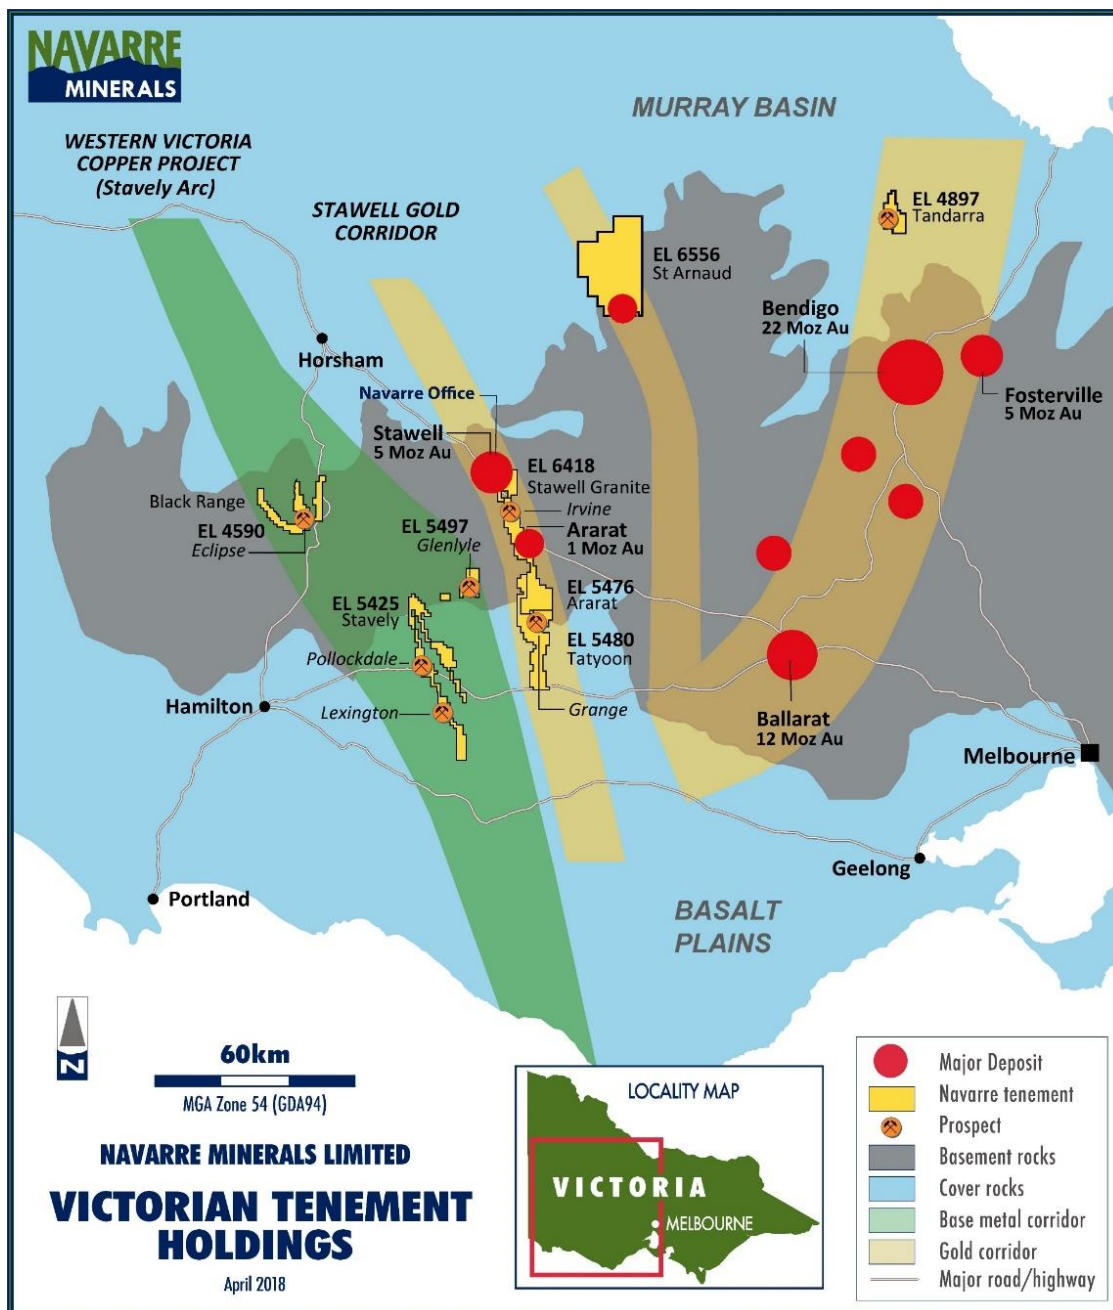 NAVARRE
MINERALS
MURRAY BASIN
WESTERN VICTORIA
COPPER PROJECT
(Stavely Arc)
STAWELL GOLD
CORRIDOR
EL 4897
Tandarra
EL 6556
St Arnaud
Bendigo
22 Moz Au
Horsham
Navarre Office
Fosterville
5 Moz Au
Stawell
5 Moz Au
EL 6418
Stawell Granite
Irvine
Black Range
EL 4590
Eclipse
EL 5497
Glenlyle
Ararat
1 Moz Au
EL 5425
Stavely
EL 5476
Ararat
EL 5480
Tatyoon
Pollockdale
Hamilton
Lexington
Grange
Ballarat
12 Moz Au
Melbourne
Geelong
Portland
BASALT
PLAINS
N
60km
MGA Zone 54 (GDA94)
NAVARRE MINERALS LIMITED
VICTORIAN TENEMENT
HOLDINGS
April 2018
LOCALITY MAP
VICTORIA
MELBOURNE
Major Deposit
Navarre tenement
Prospect
Basement rocks
Cover rocks
Base metal corridor
Gold corridor
Major road/highway